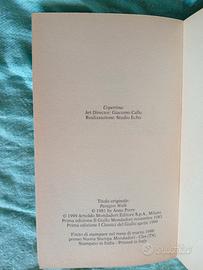 Copertina:
Art Director: Giacomo Callo
Realizzazione: Studio Echo
Titolo originale:
Paragon Walk
© 1981 by Anne Perry
© 1999 Arnoldo Mondadori Editore S.p.A., Milano
Prima edizione Il Giallo Mondadori novembre 1983
Prima edizione I Classici del Giallo aprile 1999
Finito di stampare nel mese di marzo 1999
presso Nuova Stampa Mondadori - Cles (TN)
Stampato in Italia - Printed in Italy
subito